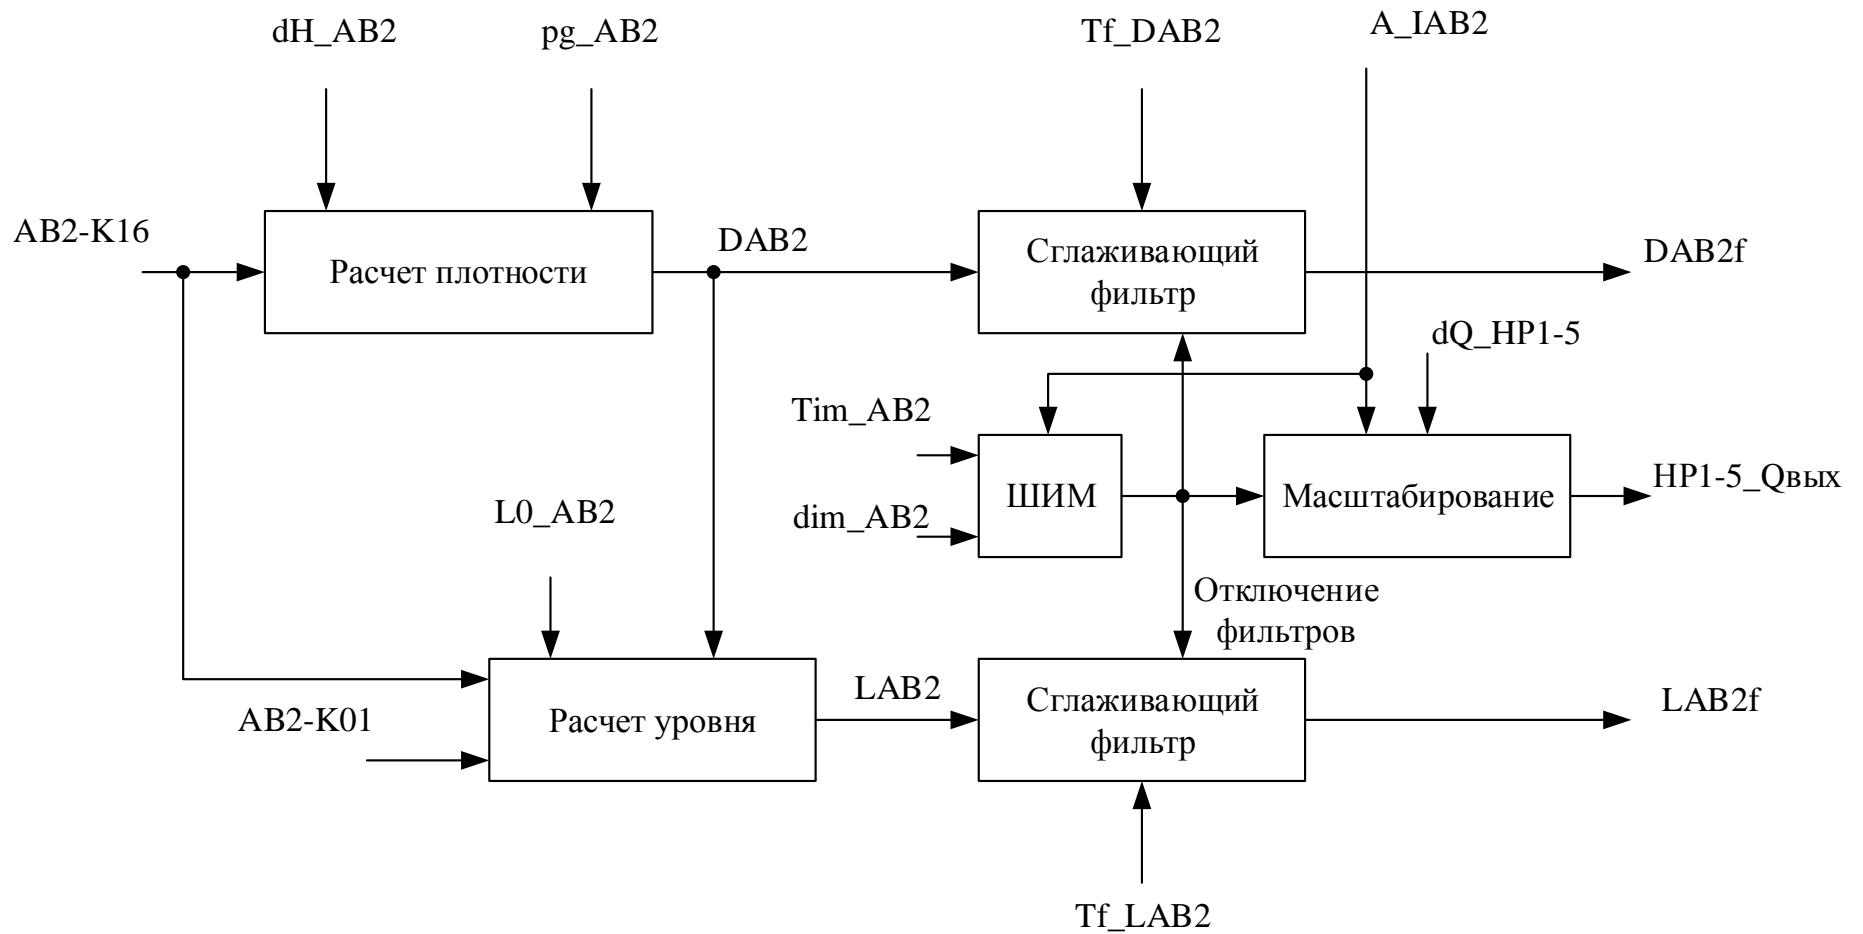 dH_AB2
pg_AB2
Tf_DAB2
A_IAB2
AB2-K16
Расчет плотности
DAB2
Сглаживающий
фильтр
DAB2f
dQ_HP1-5
Tim_AB2
dim_AB2
ШИМ
Масштабирование
HP1-5_Qвых
L0_AB2
Отключение
фильтров
AB2-K01
Расчет уровня
LAB2
Сглаживающий
фильтр
LAB2f
Tf_LAB2